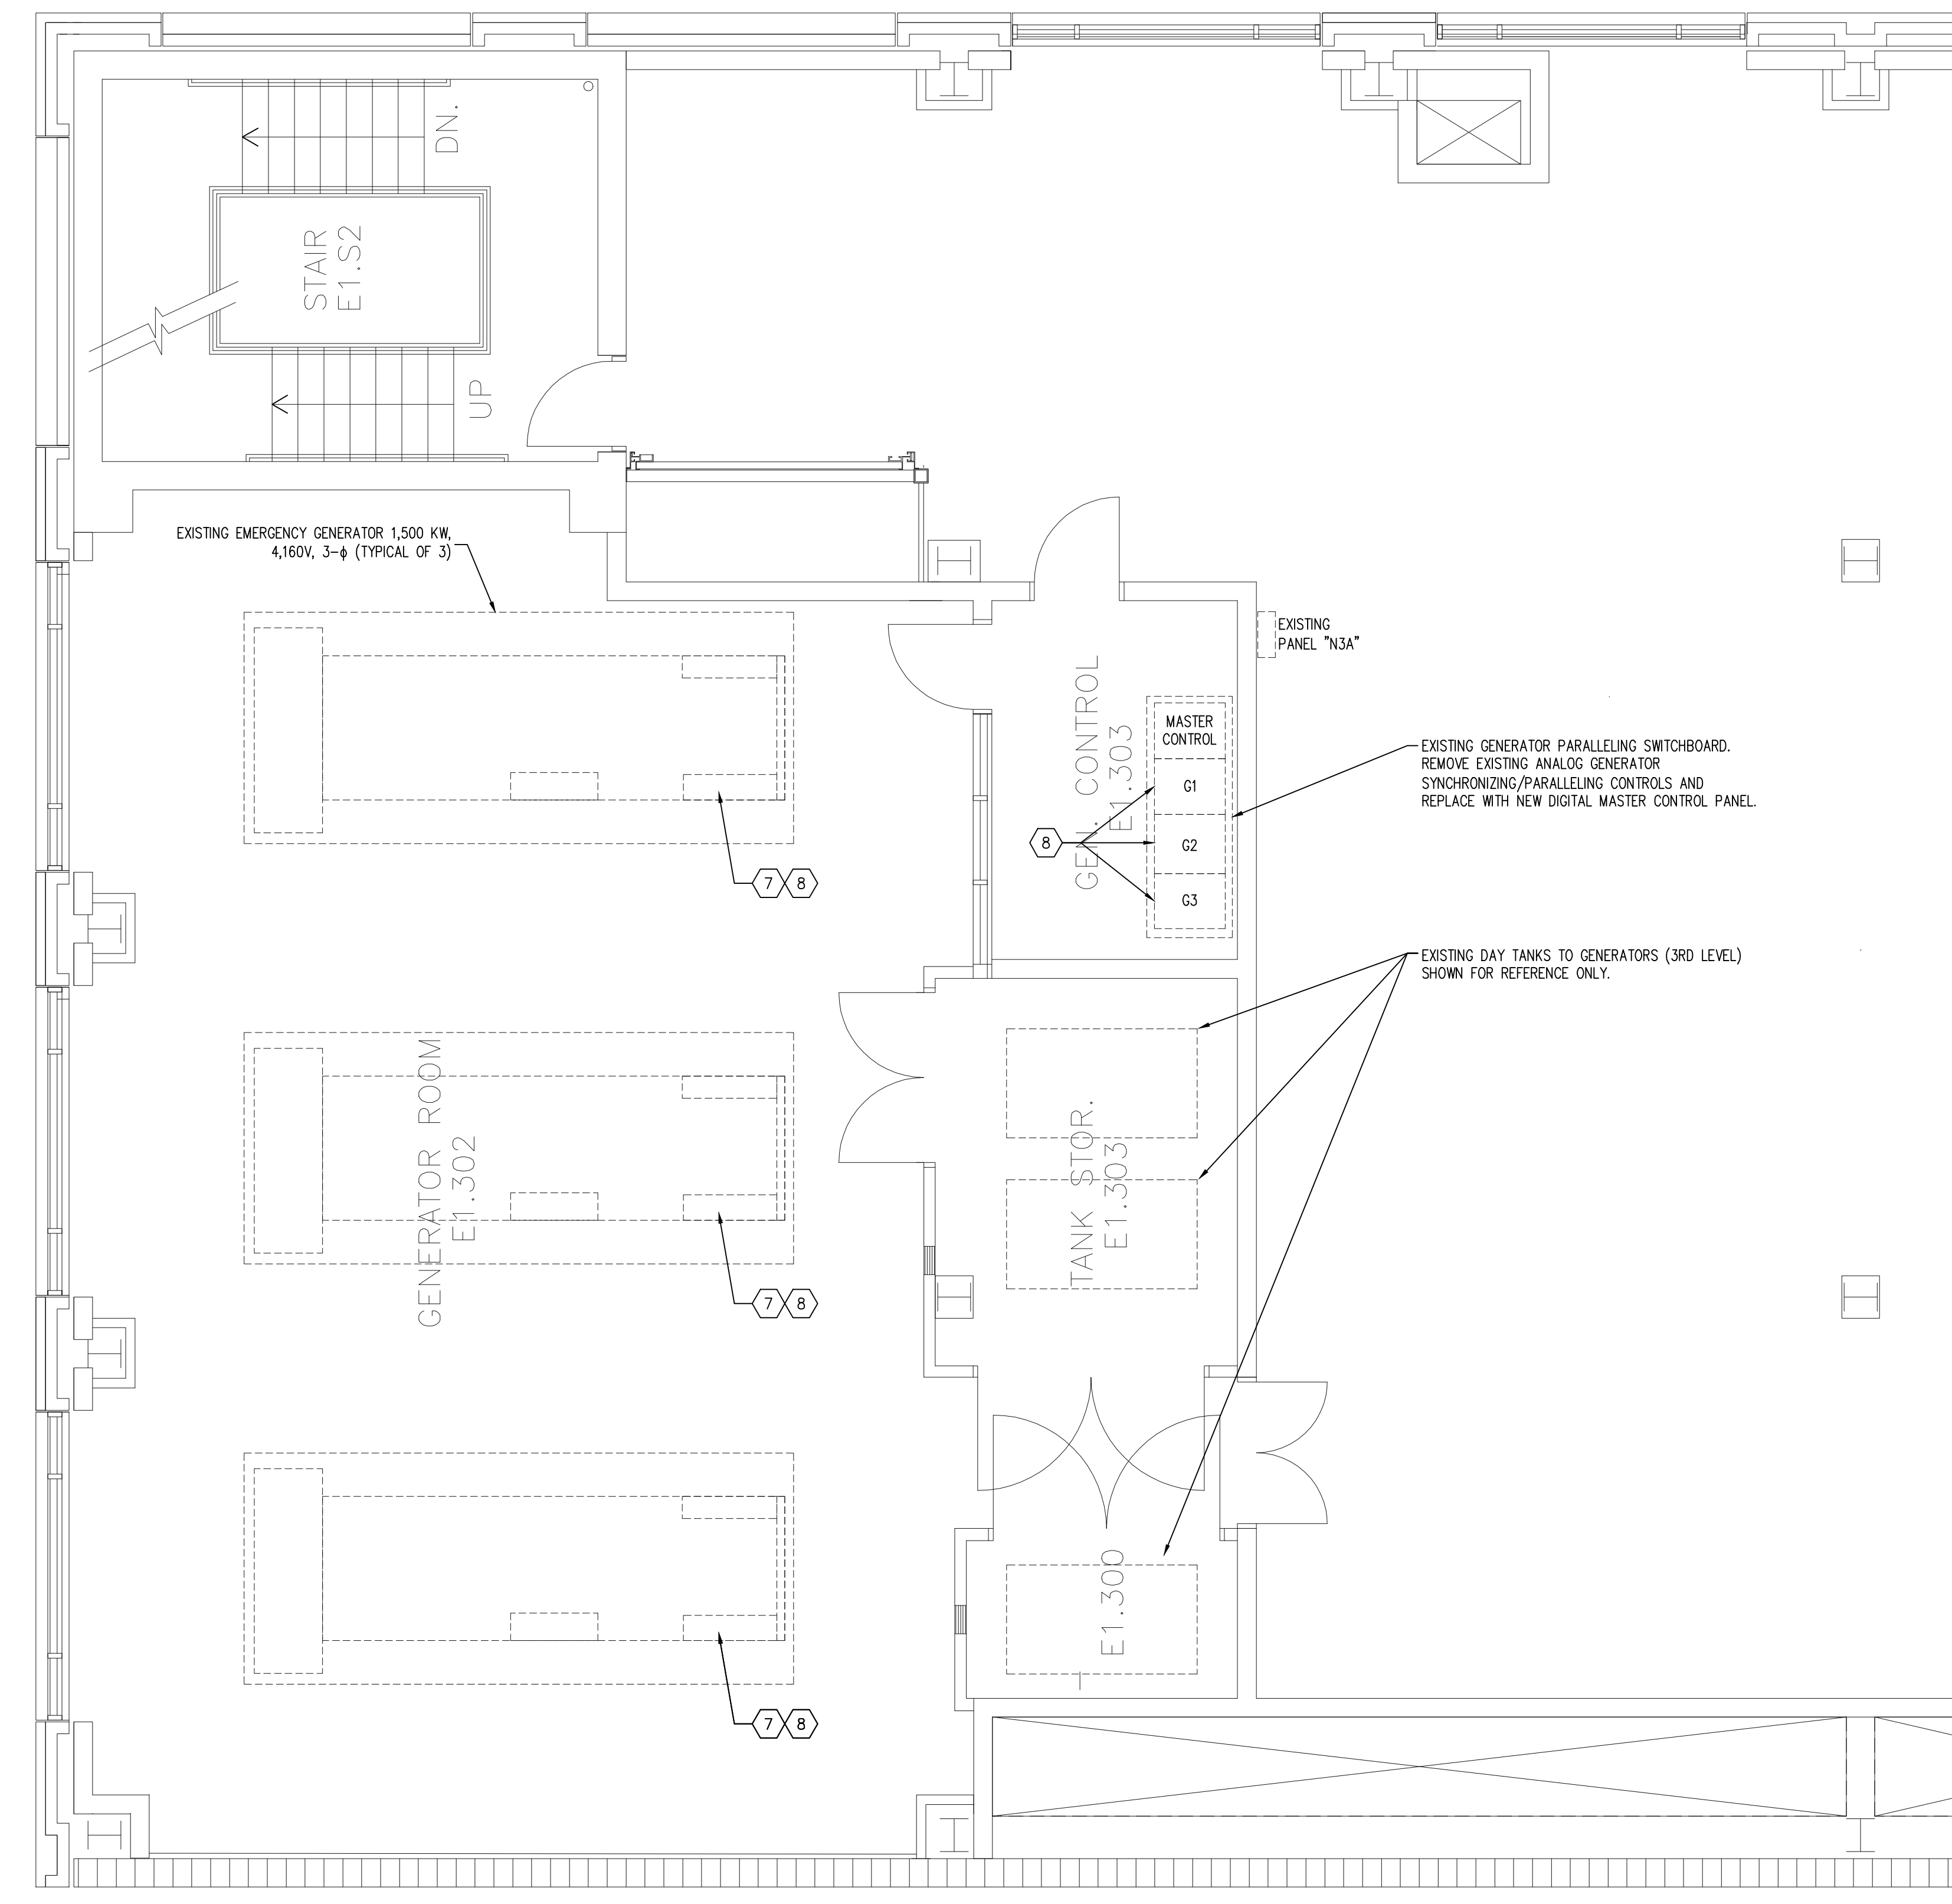 DN.
STAIR
E1.S2
UP
EXISTING EMERGENCY GENERATOR 1,500 KW,
4,160V, 3-ϕ (TYPICAL OF 3)
EXISTING
PANEL "N3A"
GEN. CONTROL
E1.303
MASTER
CONTROL
G1
G2
G3
8
EXISTING GENERATOR PARALLELING SWITCHBOARD.
REMOVE EXISTING ANALOG GENERATOR
SYNCHRONIZING/PARALLELING CONTROLS AND
REPLACE WITH NEW DIGITAL MASTER CONTROL PANEL.
7 8
EXISTING DAY TANKS TO GENERATORS (3RD LEVEL)
SHOWN FOR REFERENCE ONLY.
GENERATOR ROOM
E1.302
TANK STOR.
E1.303
7 8
E1.300
7 8